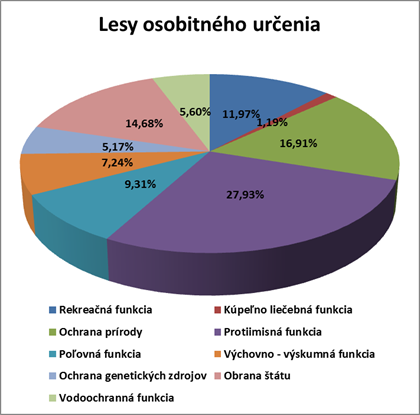 Lesy osobitného určenia
5,60%
11,97%
1,19%
14,68%
16,91%
5,17%
7,24%
9,31%
27,93%
Rekreačná funkcia
Kúpeľno liečebná funkcia
Ochrana prírody
Protiimisná funkcia
Poľovná funkcia
Výchovno - výskumná funkcia
Ochrana genetických zdrojov
Obrana štátu
Vodoochranná funkcia